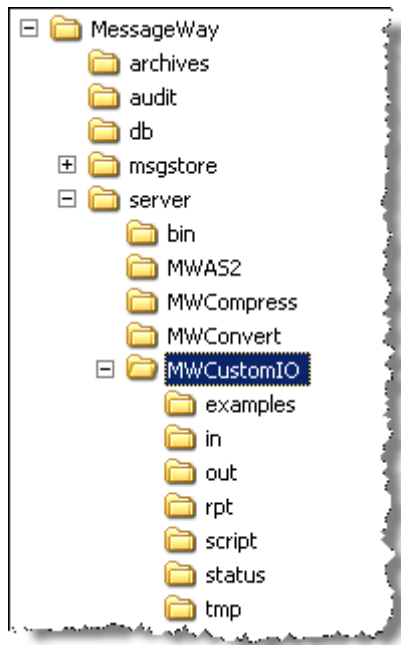 MessageWay
archives
audit
db
msgstore
server
bin
MWAS2
MWCompress
MWConvert
MWCustomIO
examples
in
out
rpt
script
status
tmp